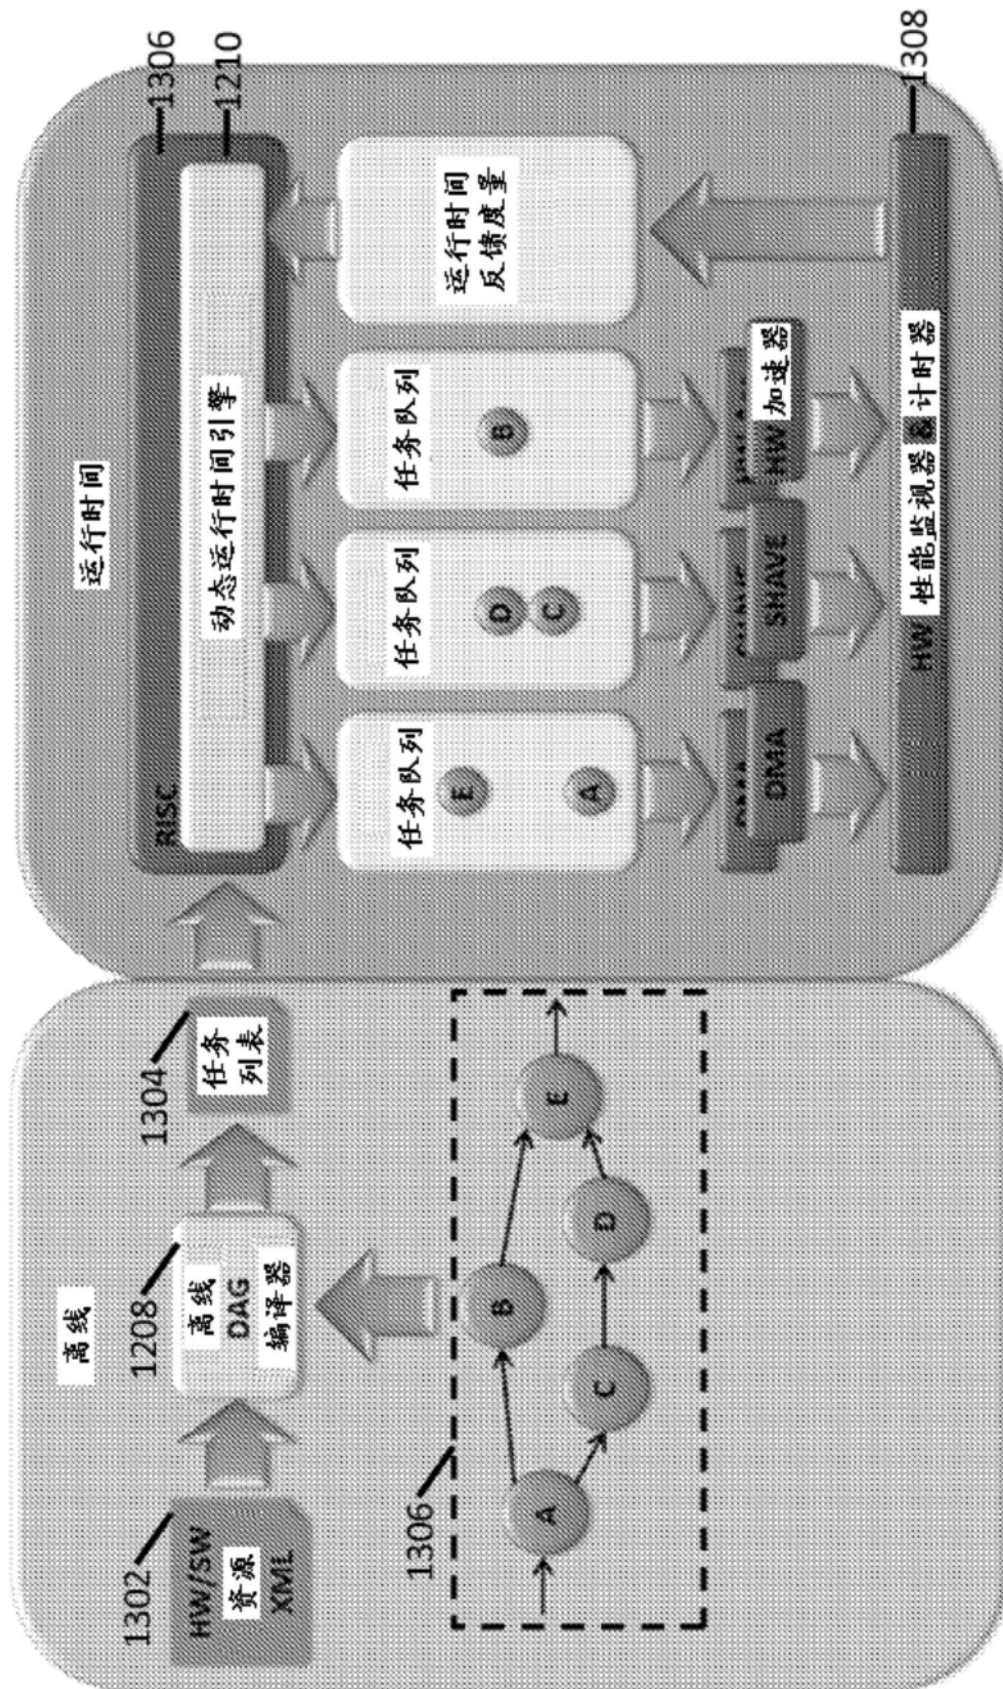 离线
1302
HW/SW
资源
XML
1208
离线
DAG
编译器
1304
任务
列表
1306
A
B
C
D
E
运行时间
RISC
1306
动态运行时间引擎
1210
任务队列
E
A
任务队列
D
C
任务队列
B
运行时间
反馈度量
DMA
DMA
SHAVE
HW 加速器
HW 性能监视器 & 计时器
1308